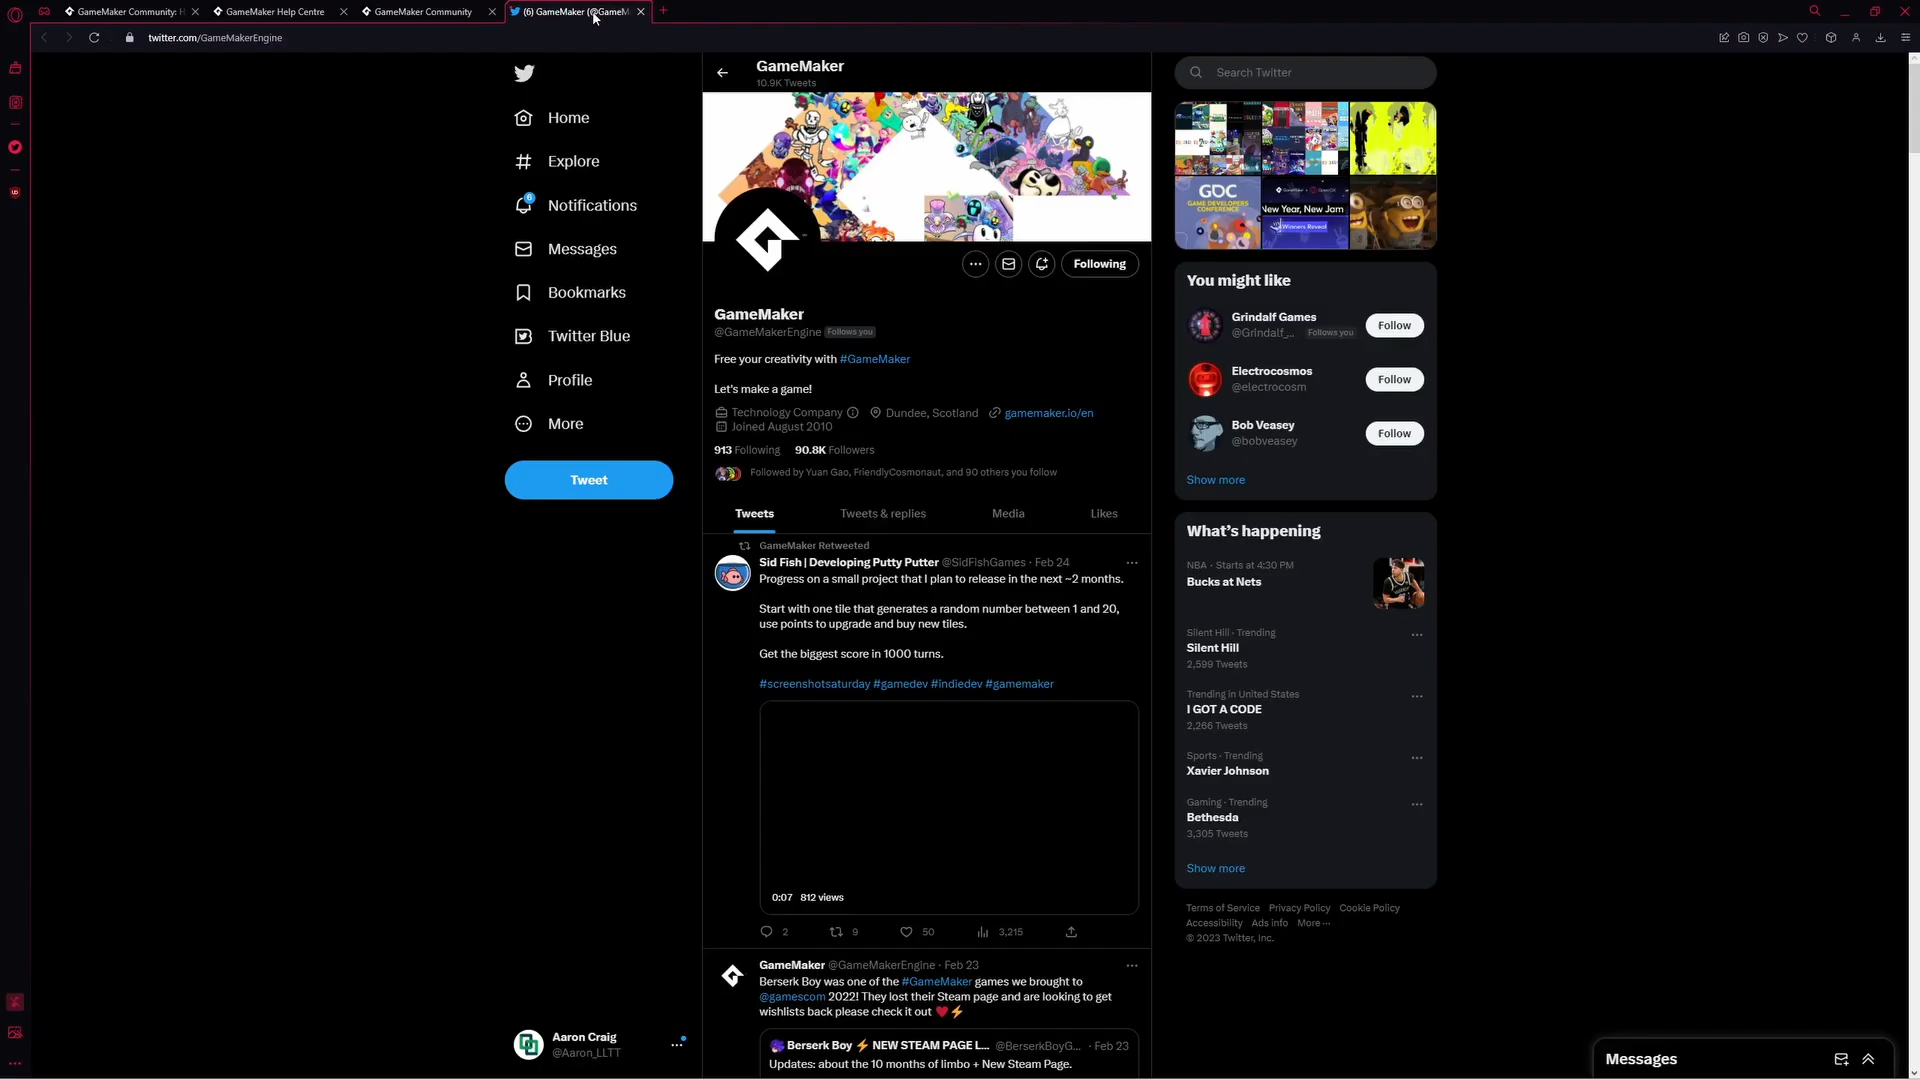 GameMaker Community: H
GameMaker Help Centre
GameMaker Community
(6) GameMaker (@GameM
twitter.com/GameMakerEngine
Home
Explore
6
Notifications
Messages
Bookmarks
Twitter Blue
Profile
More
Tweet
Aaron Craig
@Aaron_LLTT
GameMaker
10.9K Tweets
Following
GameMaker
@GameMakerEngine Follows you
Free your creativity with #GameMaker
Let's make a game!
Technology Company Dundee, Scotland gamemaker.io/en
Joined August 2010
913 Following 90.8K Followers
Followed by Yuan Gao, FriendlyCosmonaut, and 90 others you follow
Tweets Tweets & replies Media Likes
GameMaker Retweeted
Sid Fish | Developing Putty Putter @SidFishGames · Feb 24
Progress on a small project that I plan to release in the next ~2 months.
Start with one tile that generates a random number between 1 and 20,
use points to upgrade and buy new tiles.
Get the biggest score in 1000 turns.
#screenshotsaturday #gamedev #indiedev #gamemaker
0:07 812 views
2 9 50 3,215
GameMaker @GameMakerEngine · Feb 23
Berserk Boy was one of the #GameMaker games we brought to
@gamescom 2022! They lost their Steam page and are looking to get
wishlists back please check it out ❤️⚡
Berserk Boy ⚡ NEW STEAM PAGE L... @BerserkBoyG... · Feb 23
Updates: about the 10 months of limbo + New Steam Page.
Search Twitter
GDC
GAME DEVELOPERS
CONFERENCE
New Year, New Jam
Winners Reveal
You might like
Grindalf Games
@Grindalf_... Follows you
Follow
Electrocosmos
@electrocosm
Follow
Bob Veasey
@bobveasey
Follow
Show more
What's happening
NBA · Starts at 4:30 PM
Bucks at Nets
Silent Hill · Trending
Silent Hill
2,599 Tweets
Trending in United States
I GOT A CODE
2,266 Tweets
Sports · Trending
Xavier Johnson
Gaming · Trending
Bethesda
3,305 Tweets
Show more
Terms of Service Privacy Policy Cookie Policy
Accessibility Ads info More ···
© 2023 Twitter, Inc.
Messages